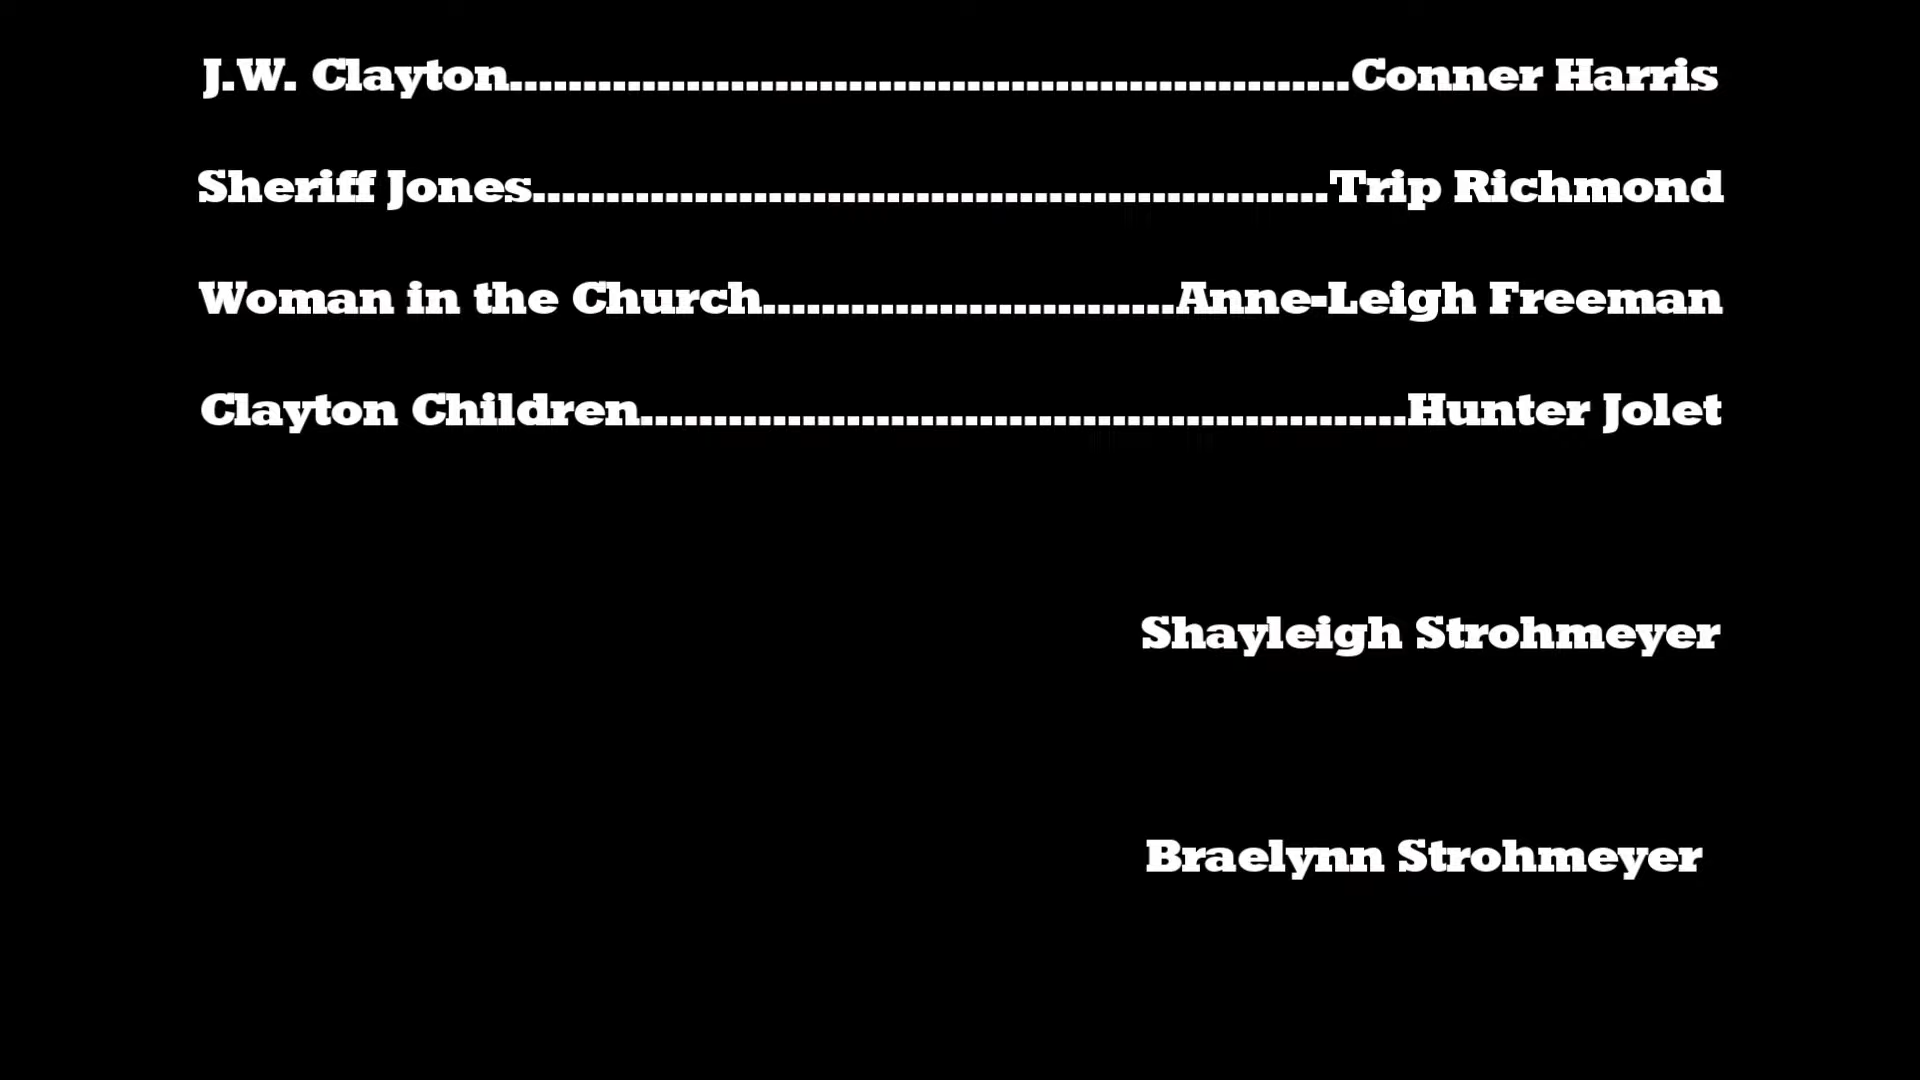 J.W. Clayton.........................................................Conner Harris
Sheriff Jones......................................................Trip Richmond
Woman in the Church............................Anne-Leigh Freeman
Clayton Children....................................................Hunter Jolet
Shayleigh Strohmeyer
Braelynn Strohmeyer